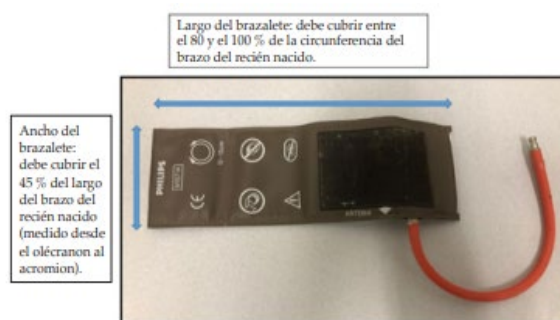 Largo del brazalete: debe cubrir entre
el 80 y el 100 % de la circunferencia del
brazo del recién nacido.
Ancho del
brazalete:
debe cubrir el
45 % del largo
del brazo del
recién nacido
(medido desde
el olécranon al
acromion).
PHILIPS
CE
ARTERIA